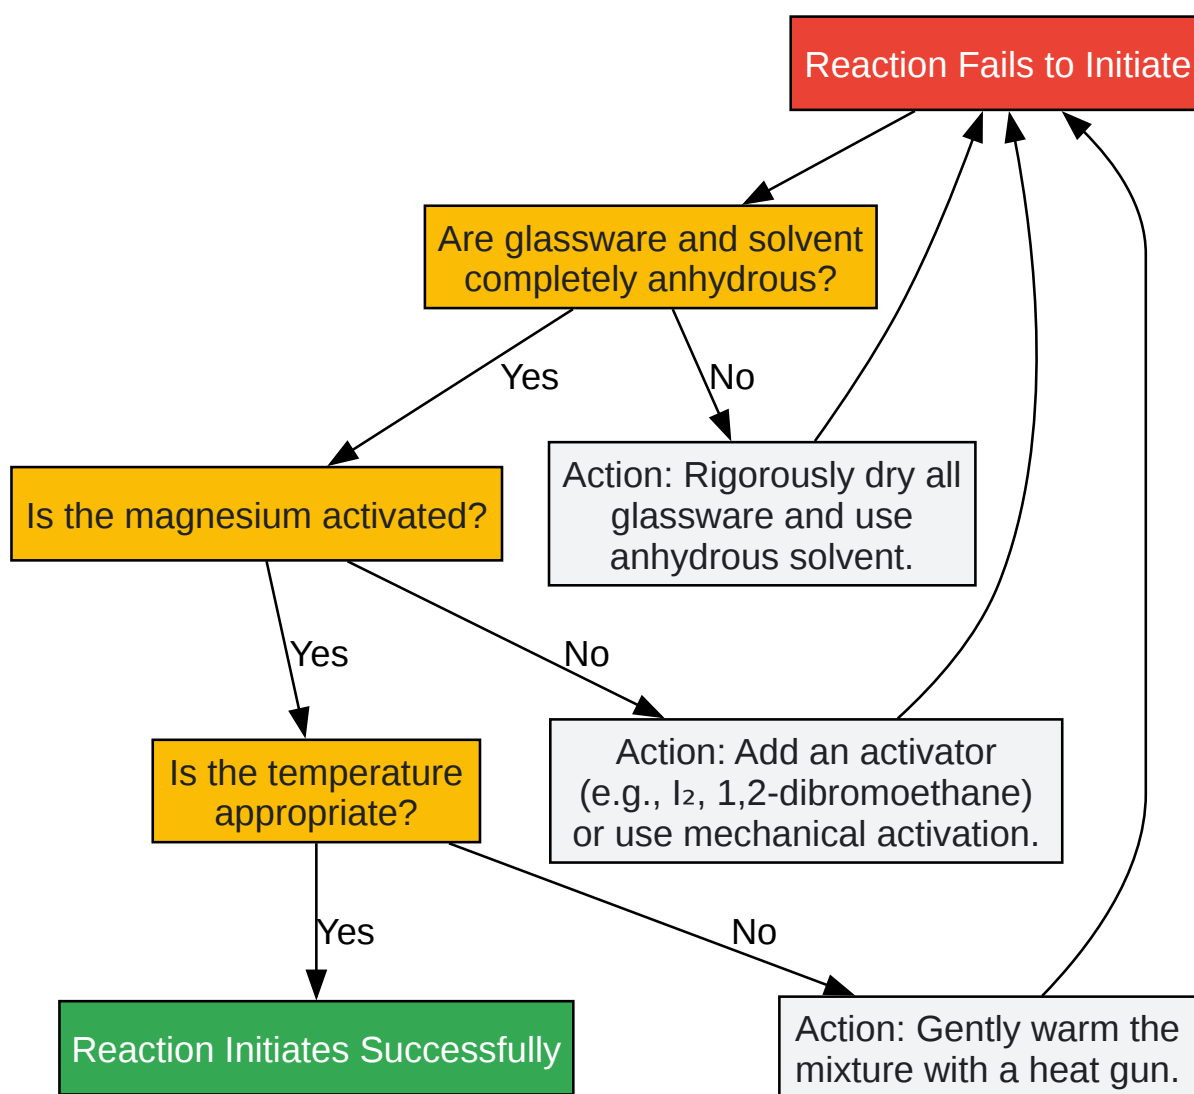 Reaction Fails to Initiate
Are glassware and solvent
completely anhydrous?
Yes
No
Is the magnesium activated?
Action: Rigorously dry all
glassware and use
anhydrous solvent.
Yes
No
Is the temperature
appropriate?
Action: Add an activator
(e.g., I₂, 1,2-dibromoethane)
or use mechanical activation.
Yes
No
Reaction Initiates Successfully
Action: Gently warm the
mixture with a heat gun.